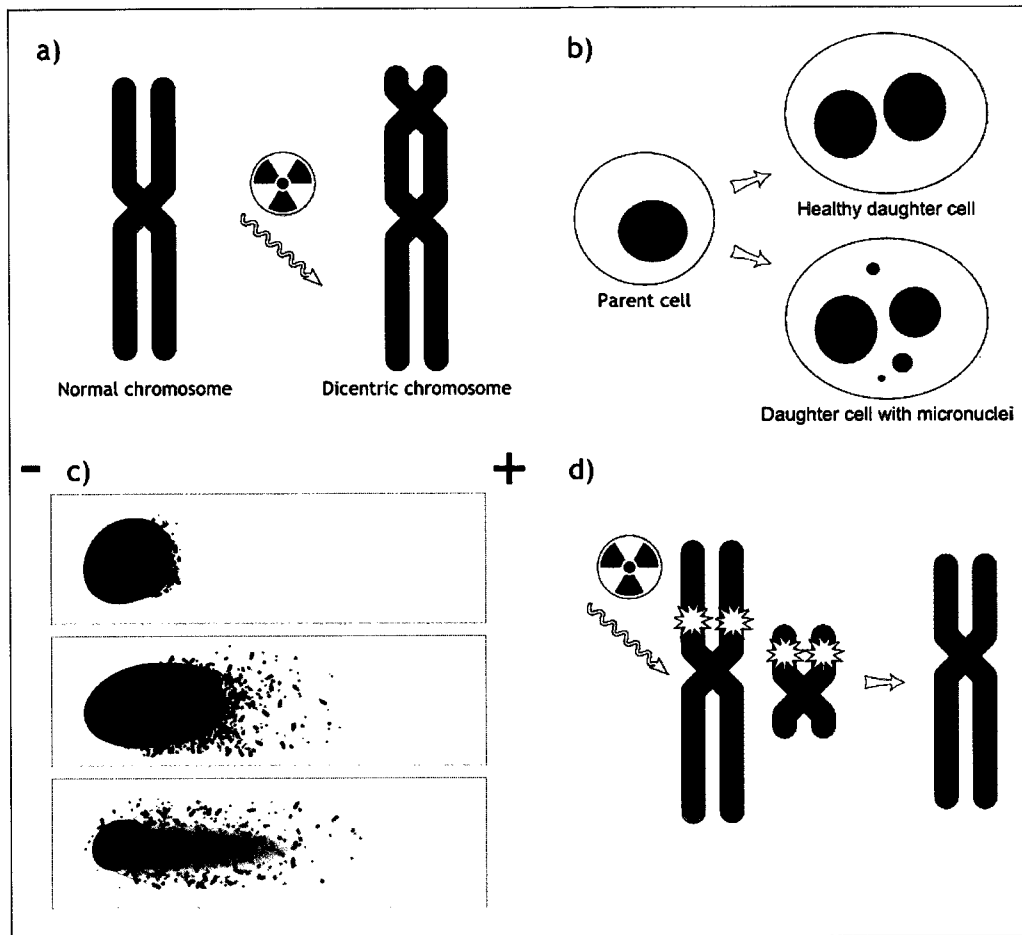 a)
Normal chromosome
Dicentric chromosome
b)
Parent cell
Healthy daughter cell
Daughter cell with micronuclei
- c) +
d)